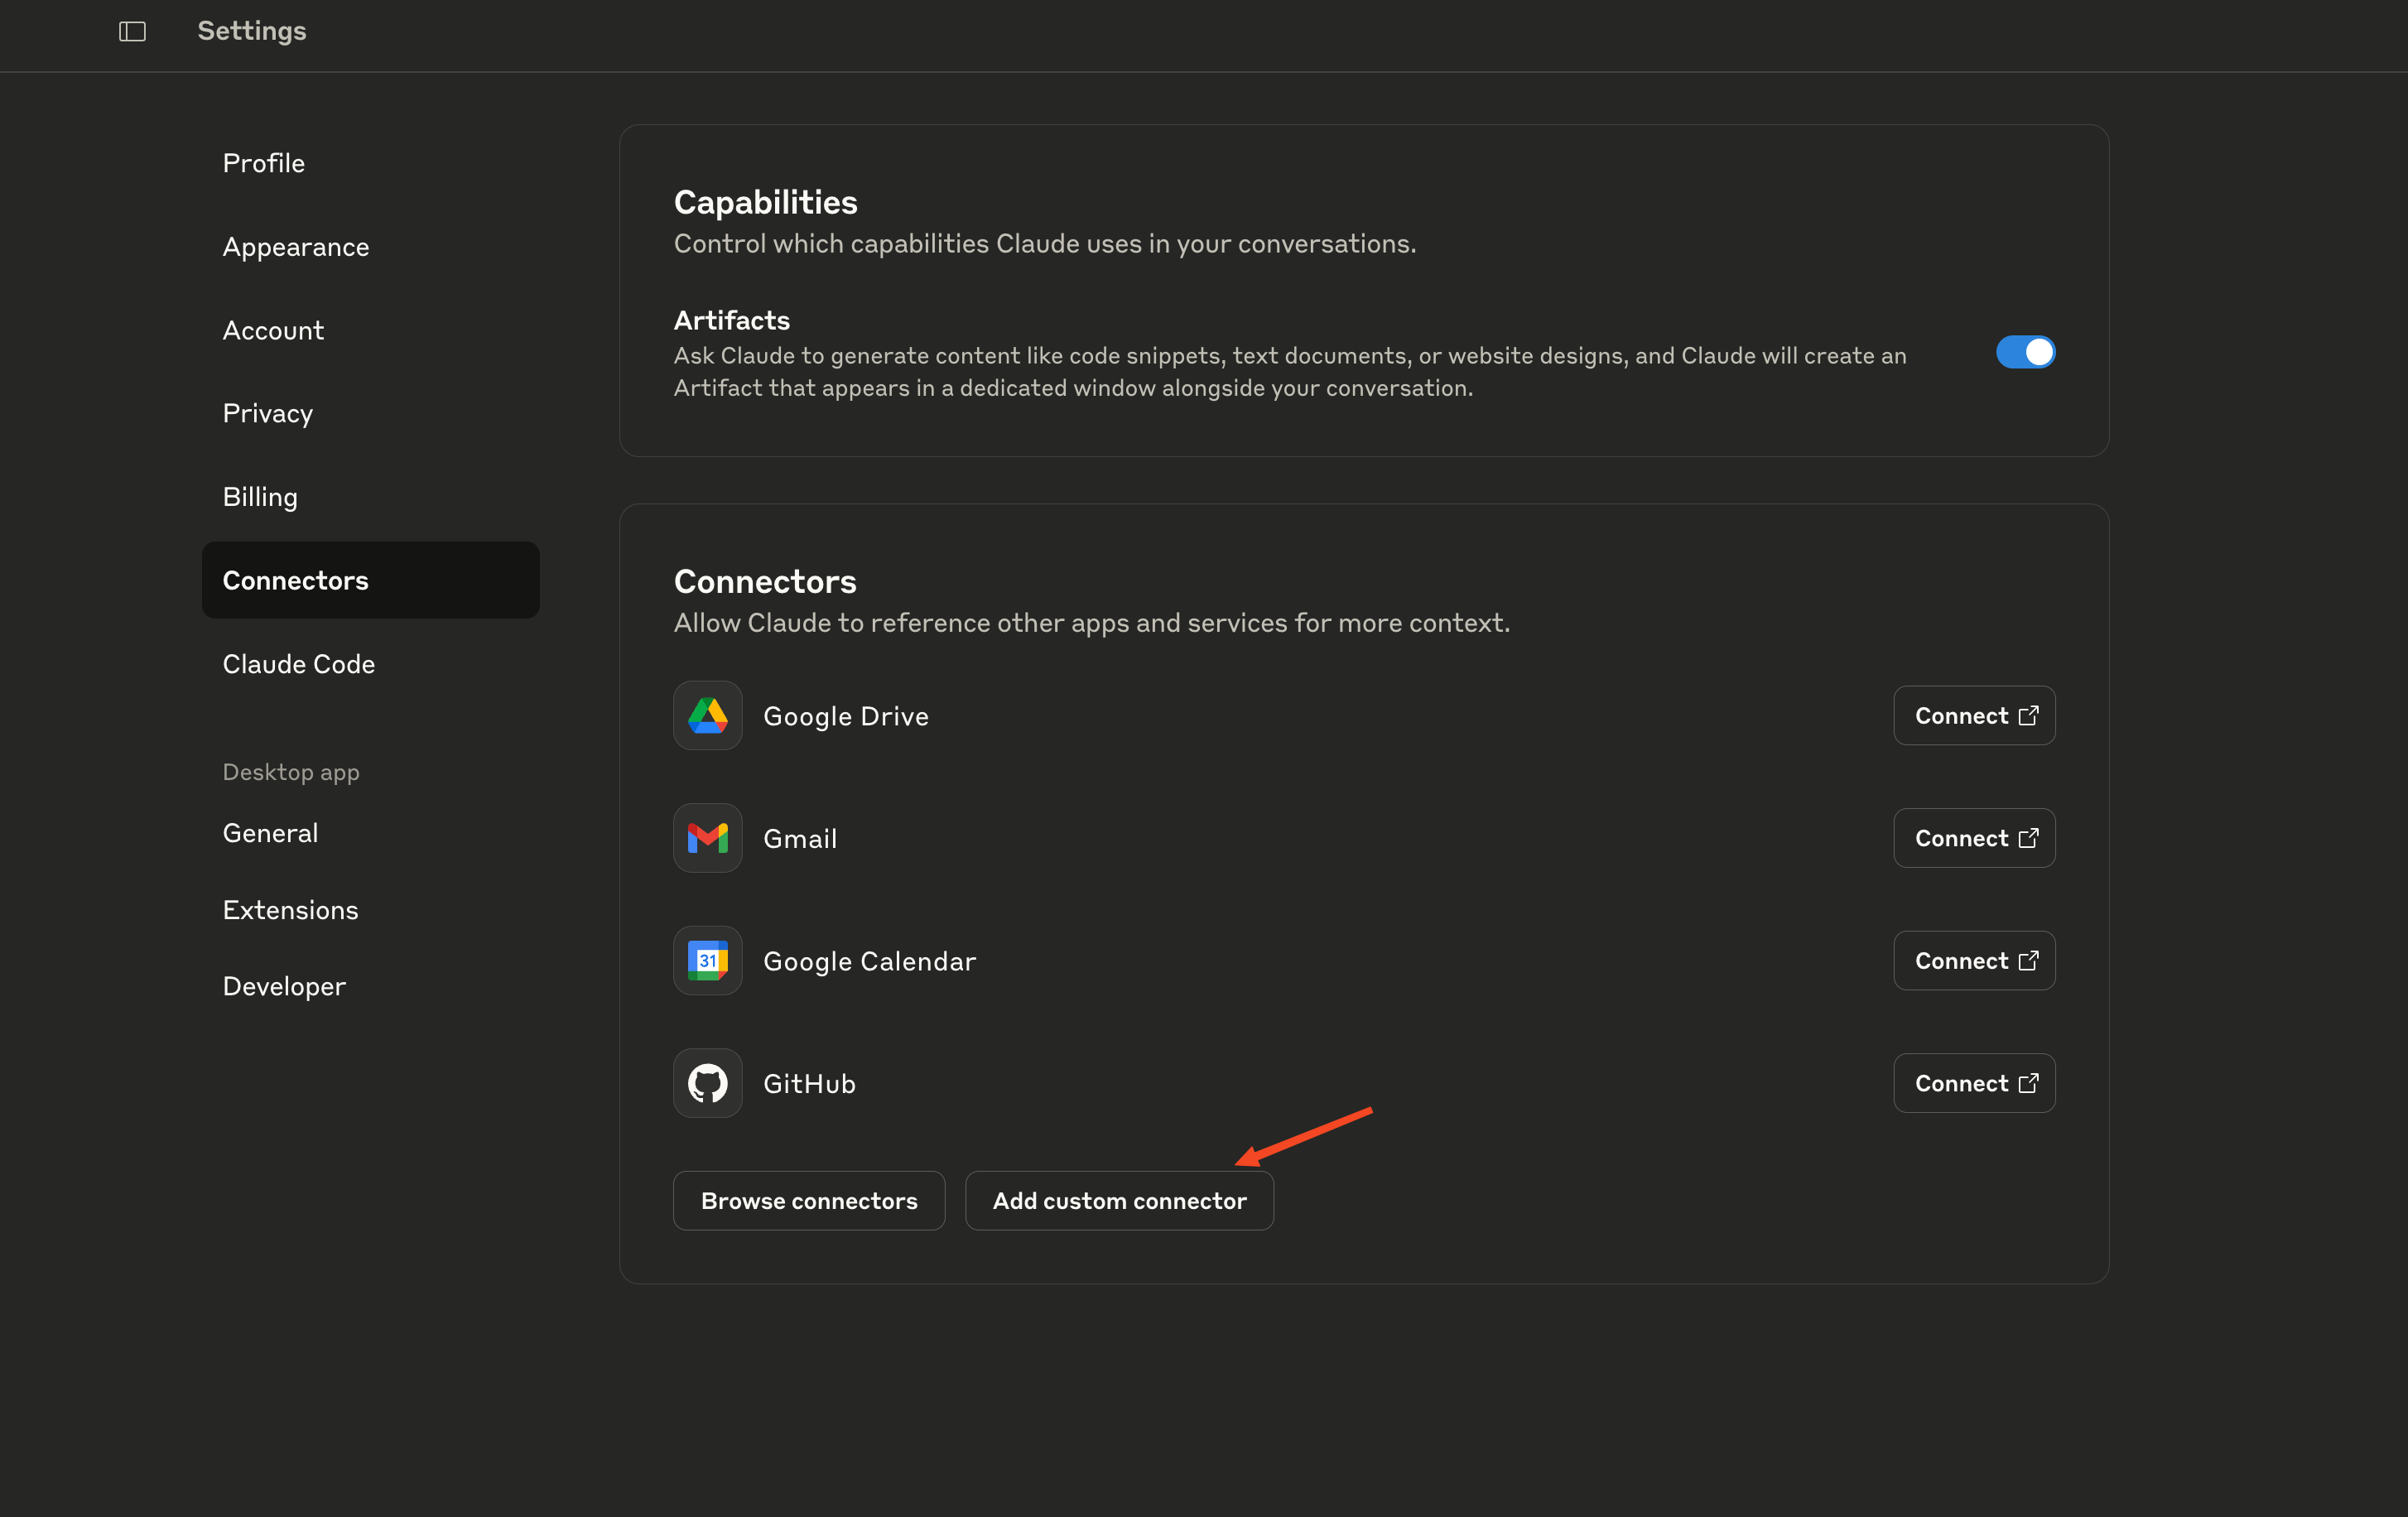 Settings
Profile
Appearance
Account
Privacy
Billing
Connectors
Claude Code
Desktop app
General
Extensions
Developer
Capabilities
Control which capabilities Claude uses in your conversations.
Artifacts
Ask Claude to generate content like code snippets, text documents, or website designs, and Claude will create an
Artifact that appears in a dedicated window alongside your conversation.
Connectors
Allow Claude to reference other apps and services for more context.
Google Drive
Connect
Gmail
Connect
31
Google Calendar
Connect
GitHub
Connect
Browse connectors
Add custom connector